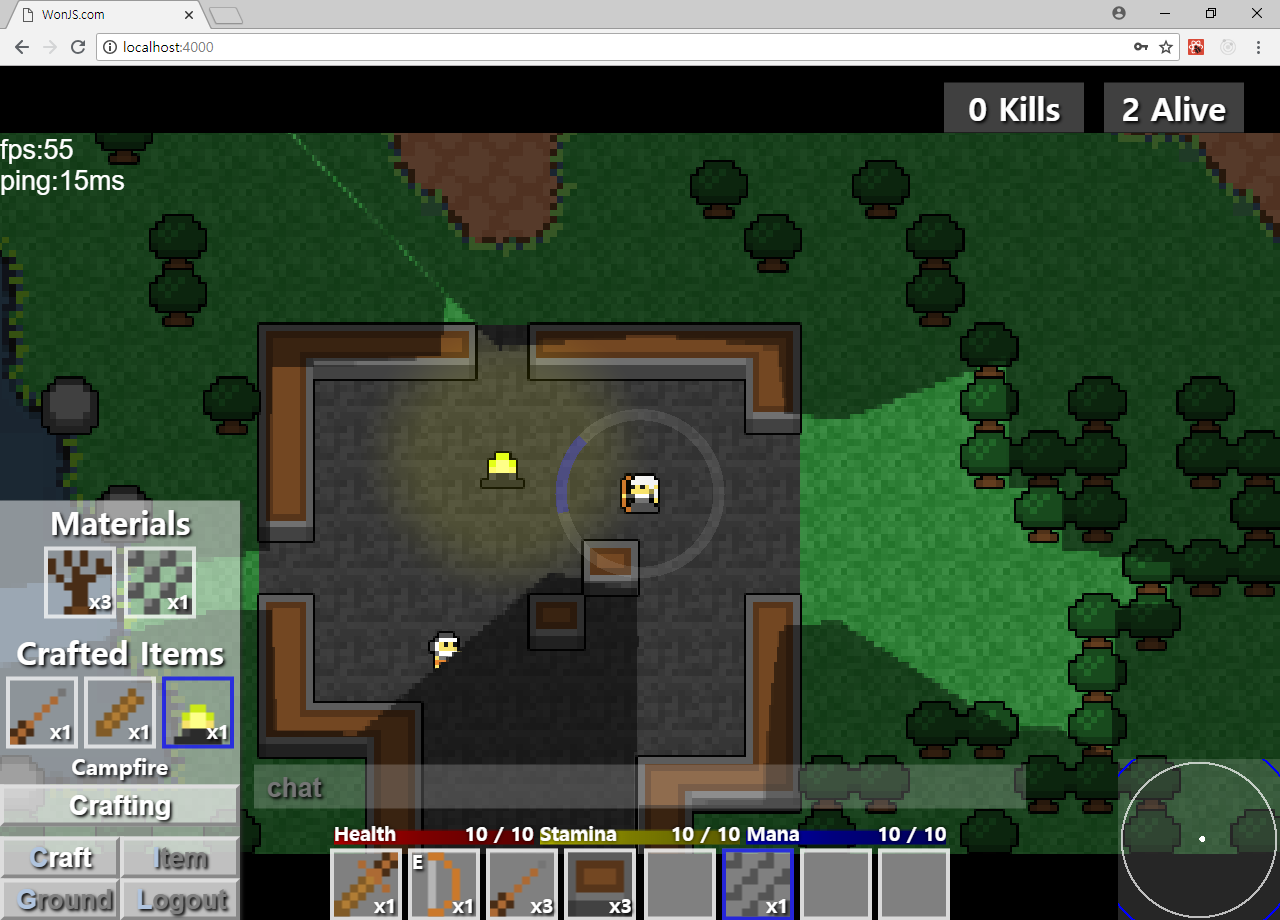 WonJS.com
localhost:4000
0 Kills
2 Alive
fps:55
ping:15ms
Materials
x3
x1
Crafted Items
x1
x1
x1
Campfire
Crafting
Craft
Item
Ground
Logout
chat
Health 10 / 10 Stamina 10 / 10 Mana 10 / 10
x1
E
x1
x3
x3
x1